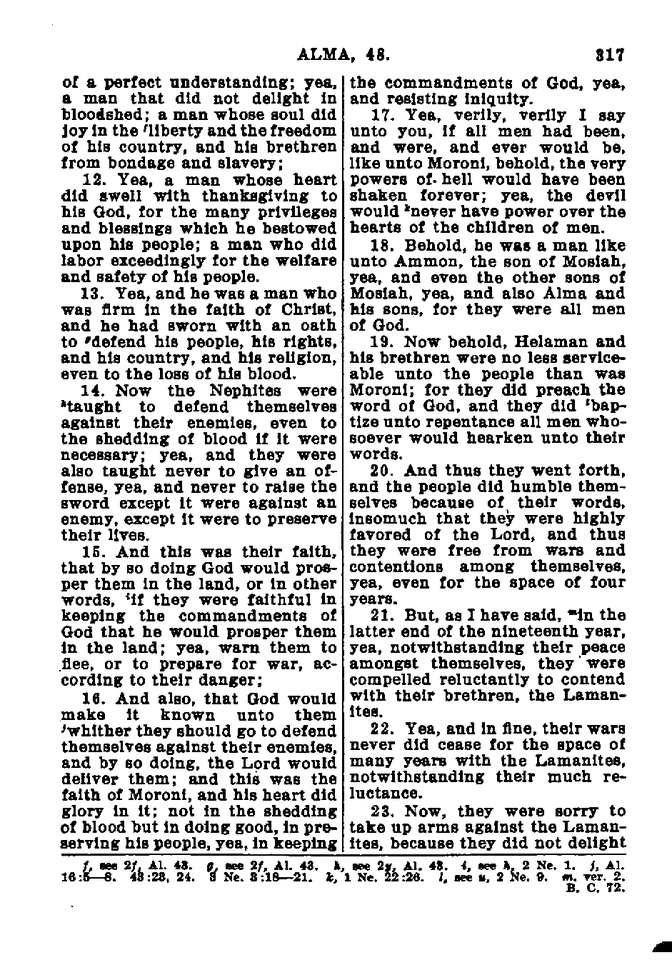 ALMA, 48. 317
of a perfect understanding; yea,
a man that did not delight in
bloodshed; a man whose soul did
joy in the ᶠliberty and the freedom
of his country, and his brethren
from bondage and slavery;
12. Yea, a man whose heart
did swell with thanksgiving to
his God, for the many privileges
and blessings which he bestowed
upon his people; a man who did
labor exceedingly for the welfare
and safety of his people.
13. Yea, and he was a man who
was firm in the faith of Christ,
and he had sworn with an oath
to ᵍdefend his people, his rights,
and his country, and his religion,
even to the loss of his blood.
14. Now the Nephites were
ʰtaught to defend themselves
against their enemies, even to
the shedding of blood if it were
necessary; yea, and they were
also taught never to give an of-
fense, yea, and never to raise the
sword except it were against an
enemy, except it were to preserve
their lives.
15. And this was their faith,
that by so doing God would pros-
per them in the land, or in other
words, ⁱif they were faithful in
keeping the commandments of
God that he would prosper them
in the land; yea, warn them to
flee, or to prepare for war, ac-
cording to their danger;
16. And also, that God would
make it known unto them
ʲwhither they should go to defend
themselves against their enemies,
and by so doing, the Lord would
deliver them; and this was the
faith of Moroni, and his heart did
glory in it; not in the shedding
of blood but in doing good, in pre-
serving his people, yea, in keeping
the commandments of God, yea,
and resisting iniquity.
17. Yea, verily, verily I say
unto you, if all men had been,
and were, and ever would be,
like unto Moroni, behold, the very
powers of hell would have been
shaken forever; yea, the devil
would ᵏnever have power over the
hearts of the children of men.
18. Behold, he was a man like
unto Ammon, the son of Mosiah,
yea, and even the other sons of
Mosiah, yea, and also Alma and
his sons, for they were all men
of God.
19. Now behold, Helaman and
his brethren were no less service-
able unto the people than was
Moroni; for they did preach the
word of God, and they did ˡbap-
tize unto repentance all men who-
soever would hearken unto their
words.
20. And thus they went forth,
and the people did humble them-
selves because of their words,
insomuch that they were highly
favored of the Lord, and thus
they were free from wars and
contentions among themselves,
yea, even for the space of four
years.
21. But, as I have said, ᵐin the
latter end of the nineteenth year,
yea, notwithstanding their peace
amongst themselves, they were
compelled reluctantly to contend
with their brethren, the Laman-
ites.
22. Yea, and in fine, their wars
never did cease for the space of
many years with the Lamanites,
notwithstanding their much re-
luctance.
23. Now, they were sorry to
take up arms against the Laman-
ites, because they did not delight
f, see 2f, Al. 43. g, see 2f, Al. 43. h, see 2g, Al. 43. i, see h, 2 Ne. 1. j, Al.
16:5—8. 43:23, 24. 3 Ne. 3:18—21. k, 1 Ne. 22:26. l, see u, 2 Ne. 9. m, ver. 2.
B. C. 72.